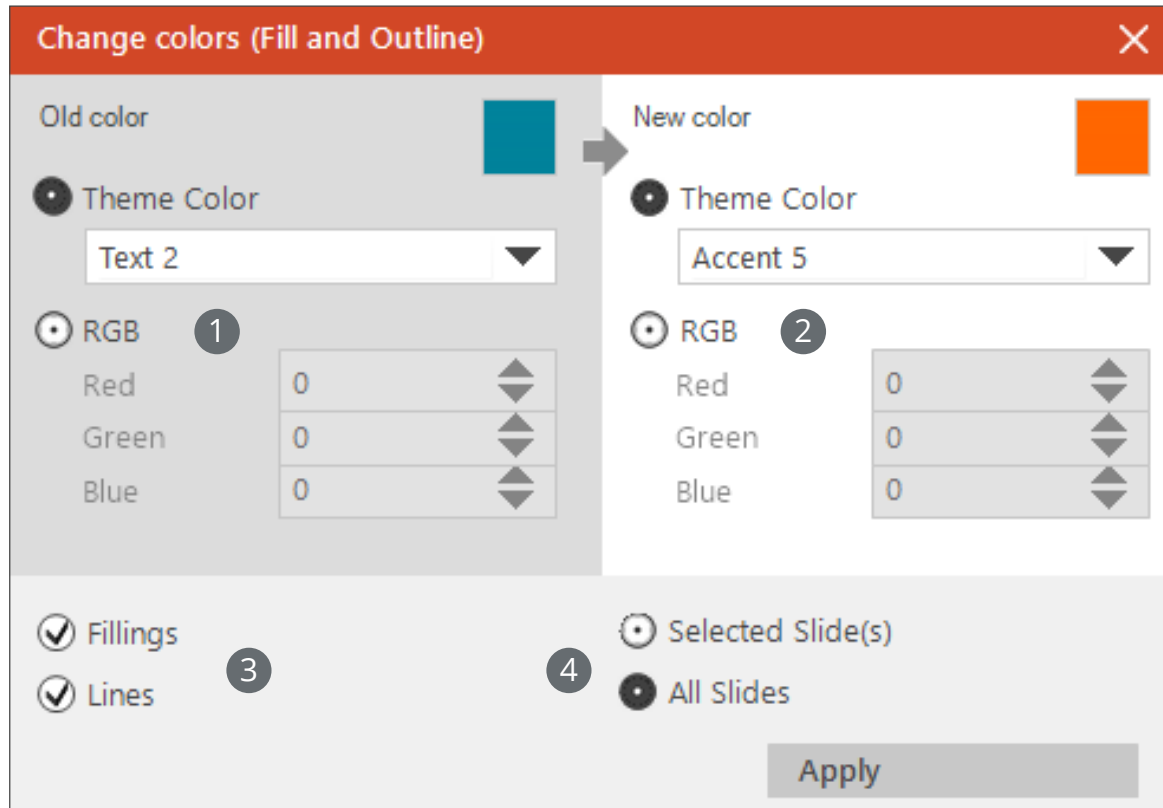 Change colors (Fill and Outline)
Old color
Theme Color
Text 2
RGB 1
Red 0
Green 0
Blue 0
New color
Theme Color
Accent 5
RGB 2
Red 0
Green 0
Blue 0
Fillings
3
Lines
Selected Slide(s)
4
All Slides
Apply